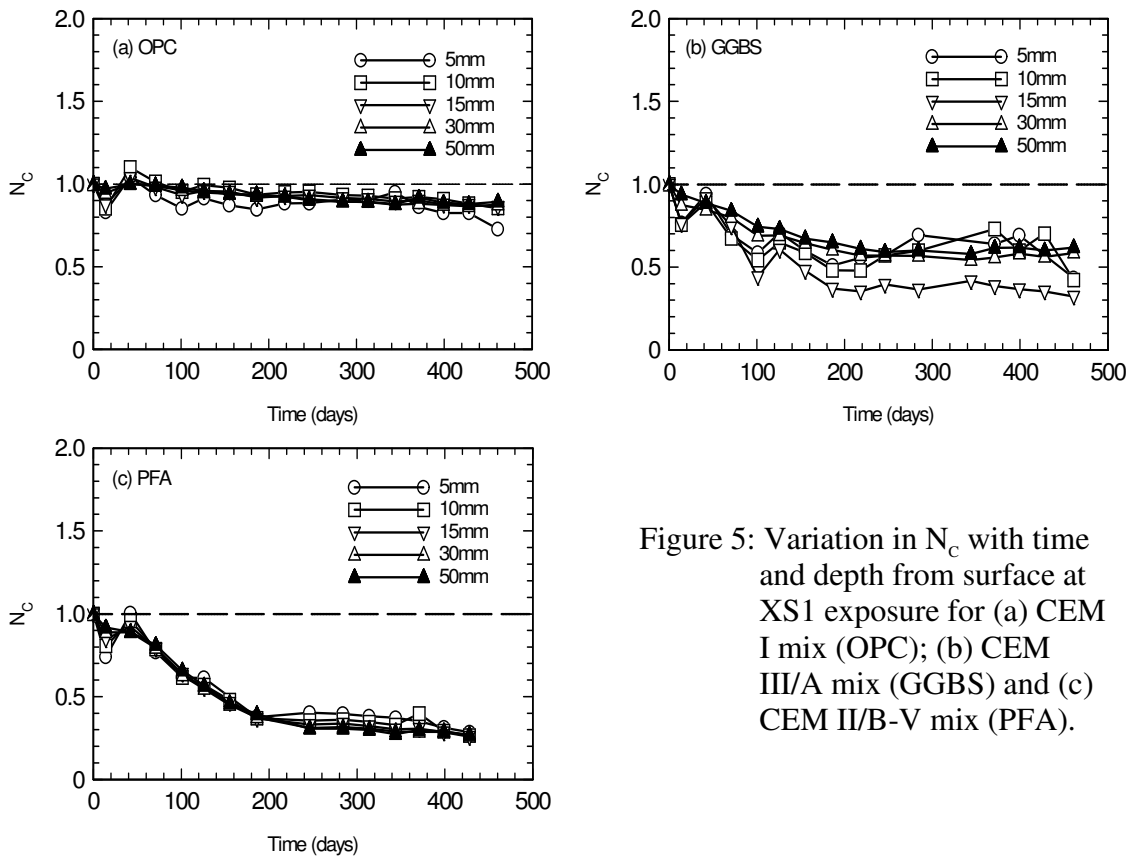 (a) OPC
5mm
10mm
15mm
30mm
50mm
2.0
1.5
1.0
0.5
0
N_C
0 100 200 300 400 500
Time (days)
(b) GGBS
5mm
10mm
15mm
30mm
50mm
2.0
1.5
1.0
0.5
0
N_C
0 100 200 300 400 500
Time (days)
(c) PFA
5mm
10mm
15mm
30mm
50mm
2.0
1.5
1.0
0.5
0
N_C
0 100 200 300 400 500
Time (days)
Figure 5: Variation in N_c with time
and depth from surface at
XS1 exposure for (a) CEM
I mix (OPC); (b) CEM
III/A mix (GGBS) and (c)
CEM II/B-V mix (PFA).